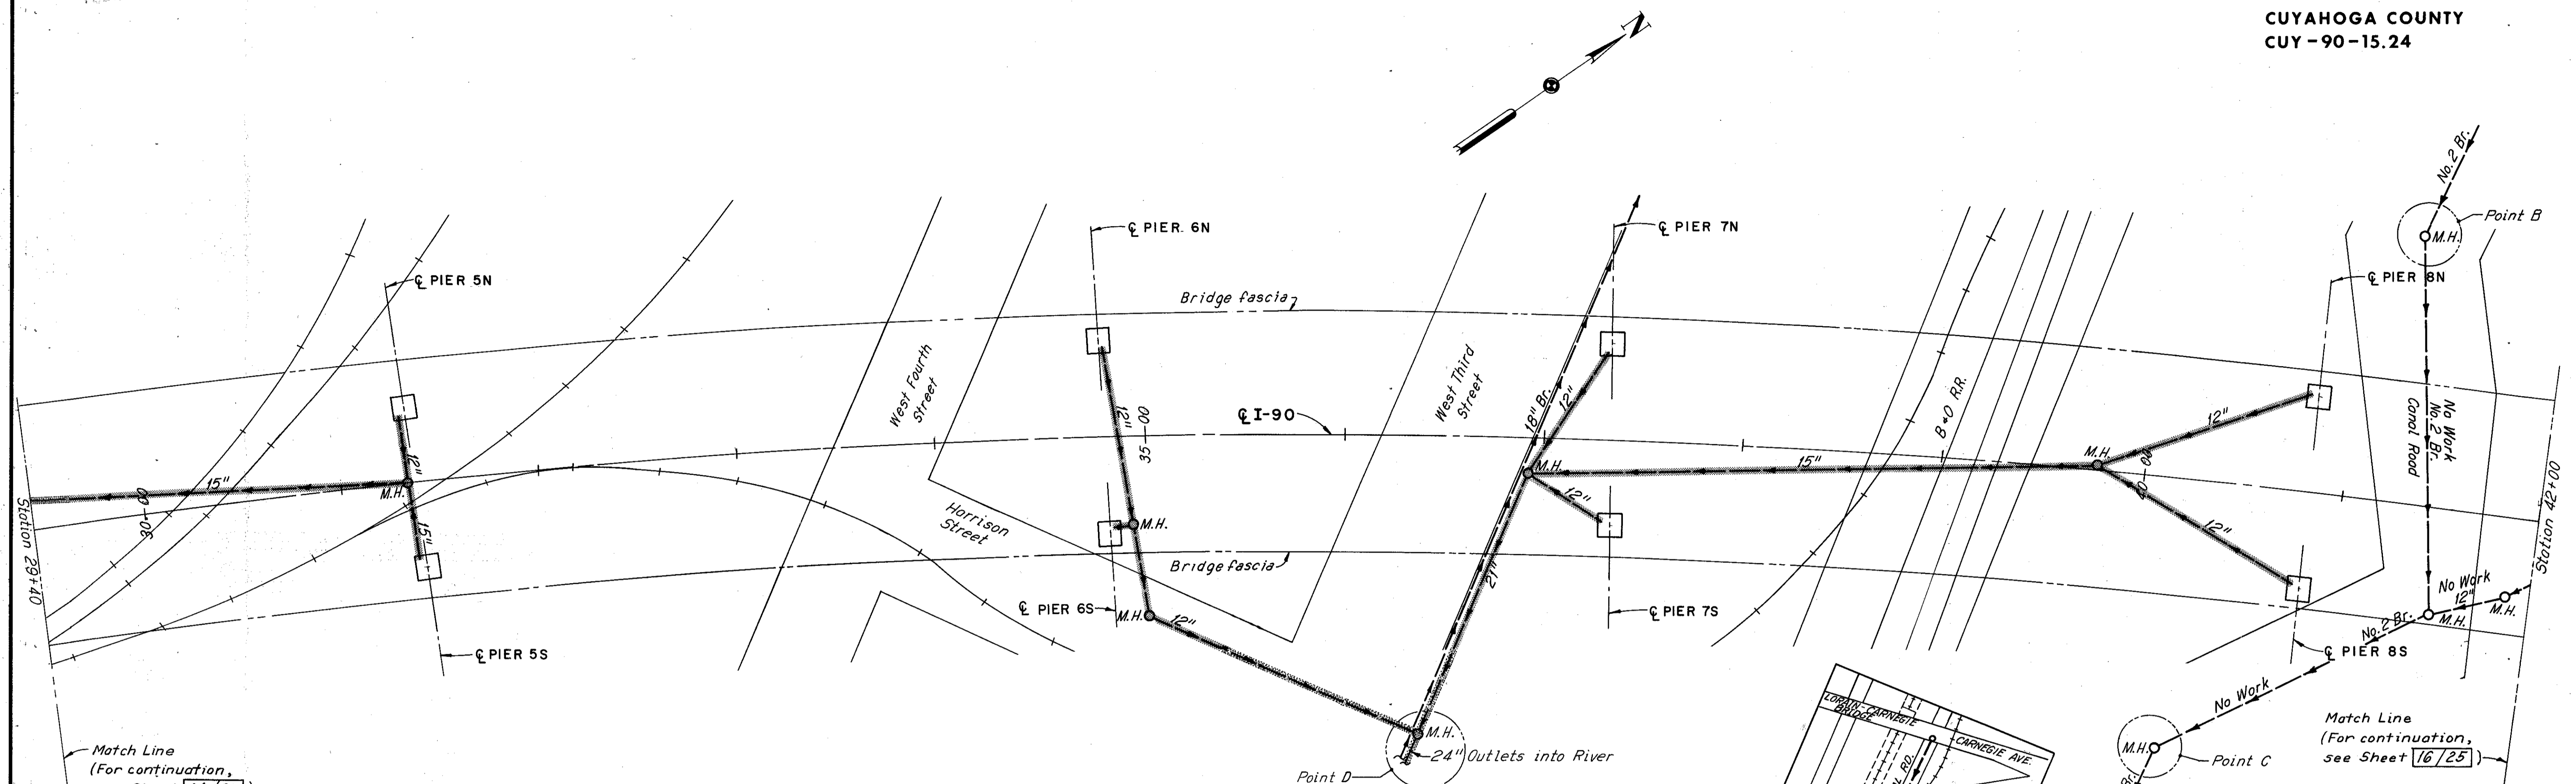 CUYAHOGA COUNTY
CUY-90-15.24
N
No. 2 Br.
Point B
M.H.
℄ PIER 5N
℄ PIER. 6N
℄ PIER 7N
℄ PIER 8N
Bridge fascia
West Fourth
Street
West Third
Street
℄ I-90
B&O R.R.
No Work
No. 2 Br.
Canal Road
12"
15"
M.H.
15"
30-00
Station 29+40
12"
35-00
M.H.
M.H.
12"
Harrison
Street
Bridge fascia
18" Br.
12"
M.H.
12"
21"
15"
M.H.
40-00
12"
12"
Station 42+00
No Work
12"
M.H.
M.H.
No. 2 Br.
℄ PIER 5S
℄ PIER 6S
℄ PIER 7S
℄ PIER 8S
No Work
M.H.
Point C
Br.
Match Line
(For continuation,
Match Line
(For continuation,
see Sheet 16/25)
M.H.
24" Outlets into River
Point D
LORAIN-CARNEGIE
BRIDGE
CARNEGIE AVE.
RD.